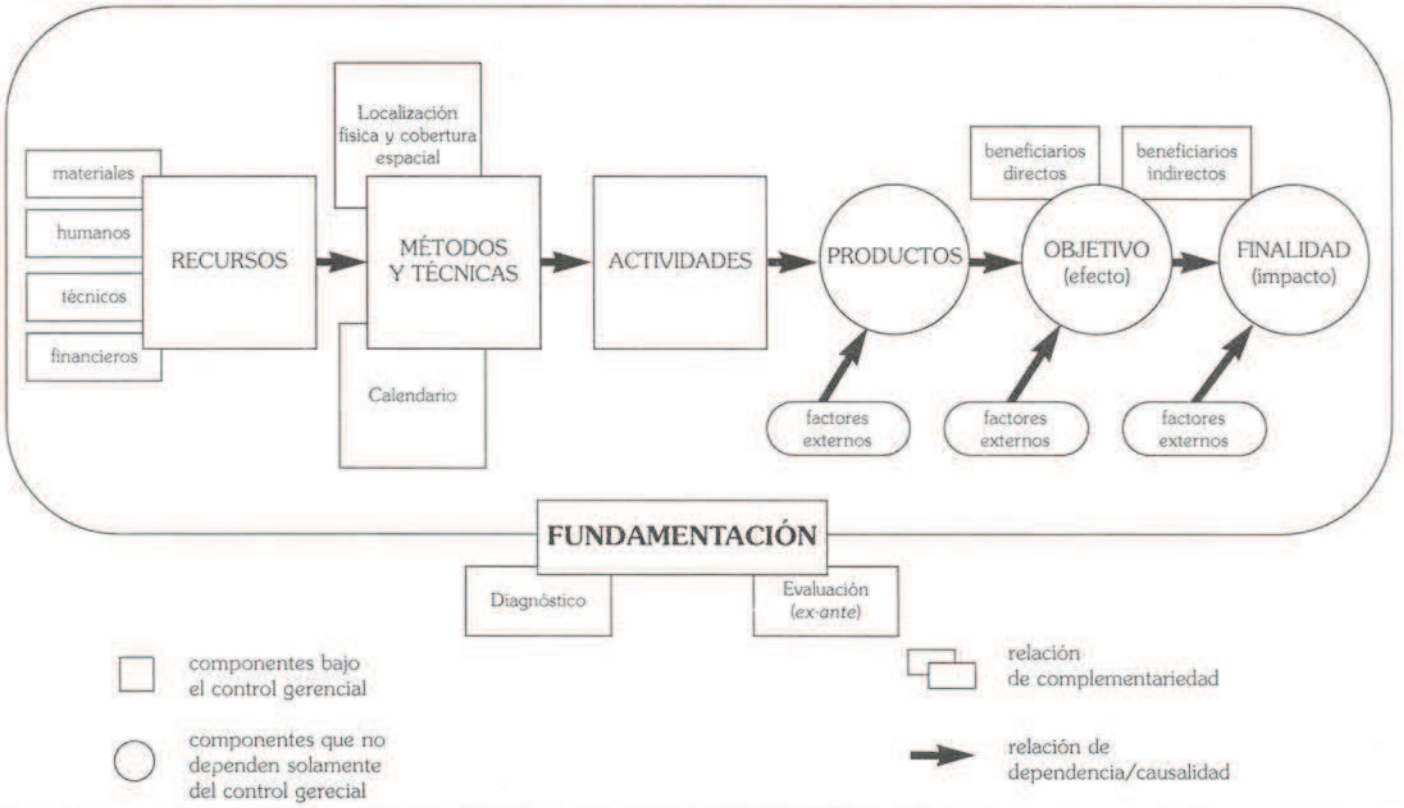 Localización
física y cobertura
espacial
materiales
humanos
técnicos
financieros
RECURSOS
MÉTODOS
Y TÉCNICAS
Calendario
ACTIVIDADES
PRODUCTOS
beneficiarios
directos
OBJETIVO
(efecto)
beneficiarios
indirectos
FINALIDAD
(impacto)
factores
externos
factores
externos
factores
externos
FUNDAMENTACIÓN
Diagnóstico
Evaluación
(ex-ante)
componentes bajo
el control gerencial
componentes que no
dependen solamente
del control gerecial
relación
de complementariedad
relación de
dependencia/causalidad